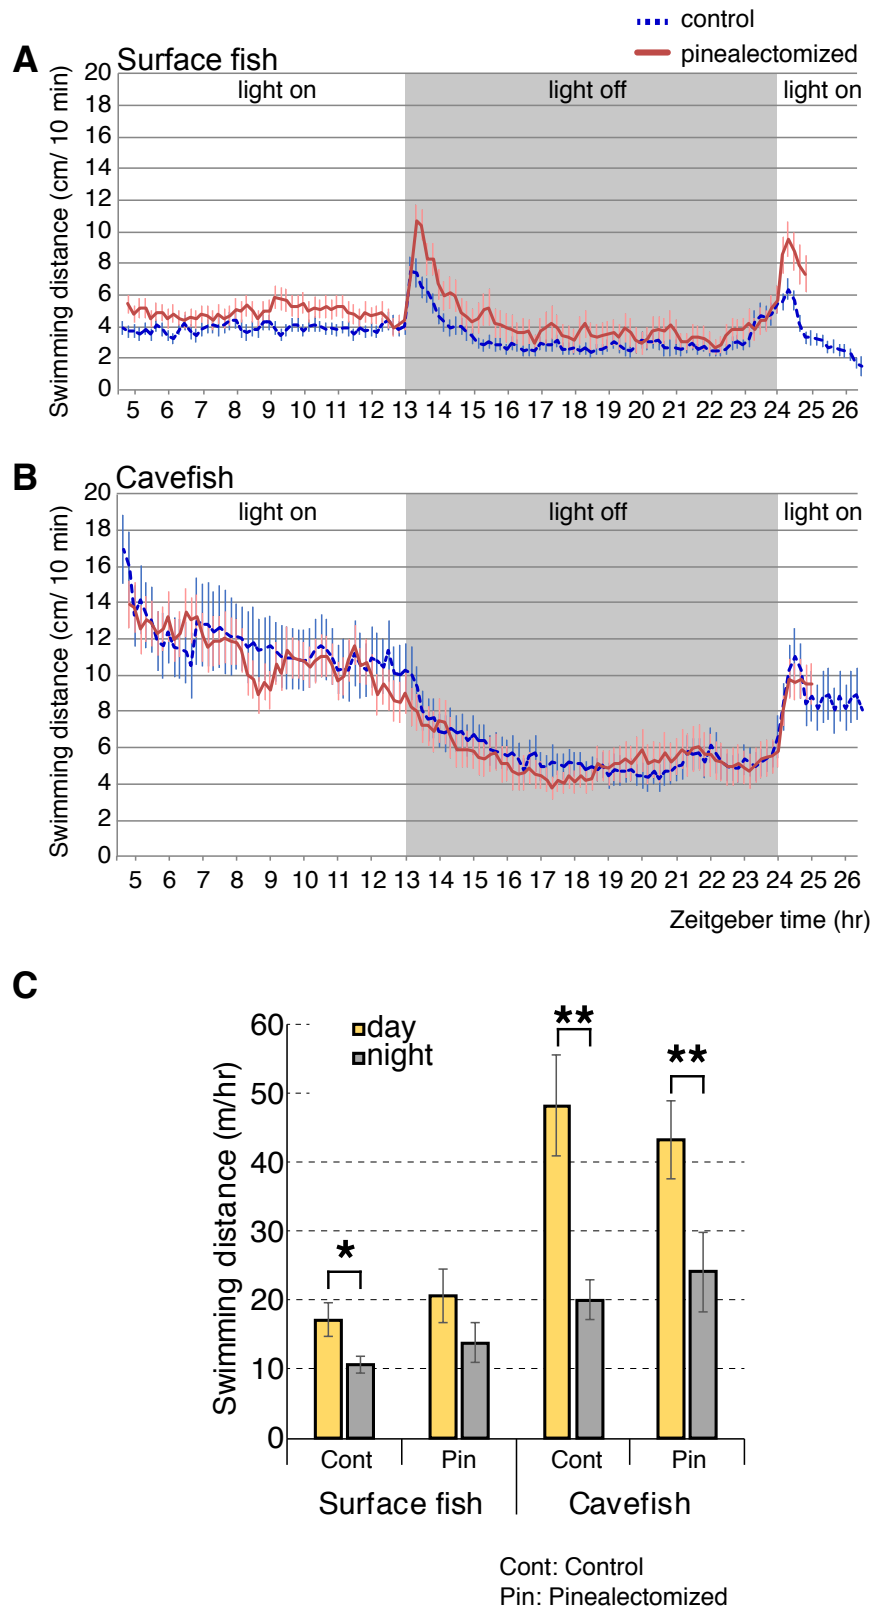 control
pinealectomized
A
Surface fish
Swimming distance (cm/ 10 min)
20
18
16
14
12
10
8
6
4
2
0
light on
light off
light on
5 6 7 8 9 10 11 12 13 14 15 16 17 18 19 20 21 22 23 24 25 26
B
Cavefish
Swimming distance (cm/ 10 min)
20
18
16
14
12
10
8
6
4
2
0
light on
light off
light on
5 6 7 8 9 10 11 12 13 14 15 16 17 18 19 20 21 22 23 24 25 26
Zeitgeber time (hr)
C
Swimming distance (m/hr)
60
50
40
30
20
10
0
day
night
*
**
**
Cont Pin Cont Pin
Surface fish Cavefish
Cont: Control
Pin: Pinealectomized